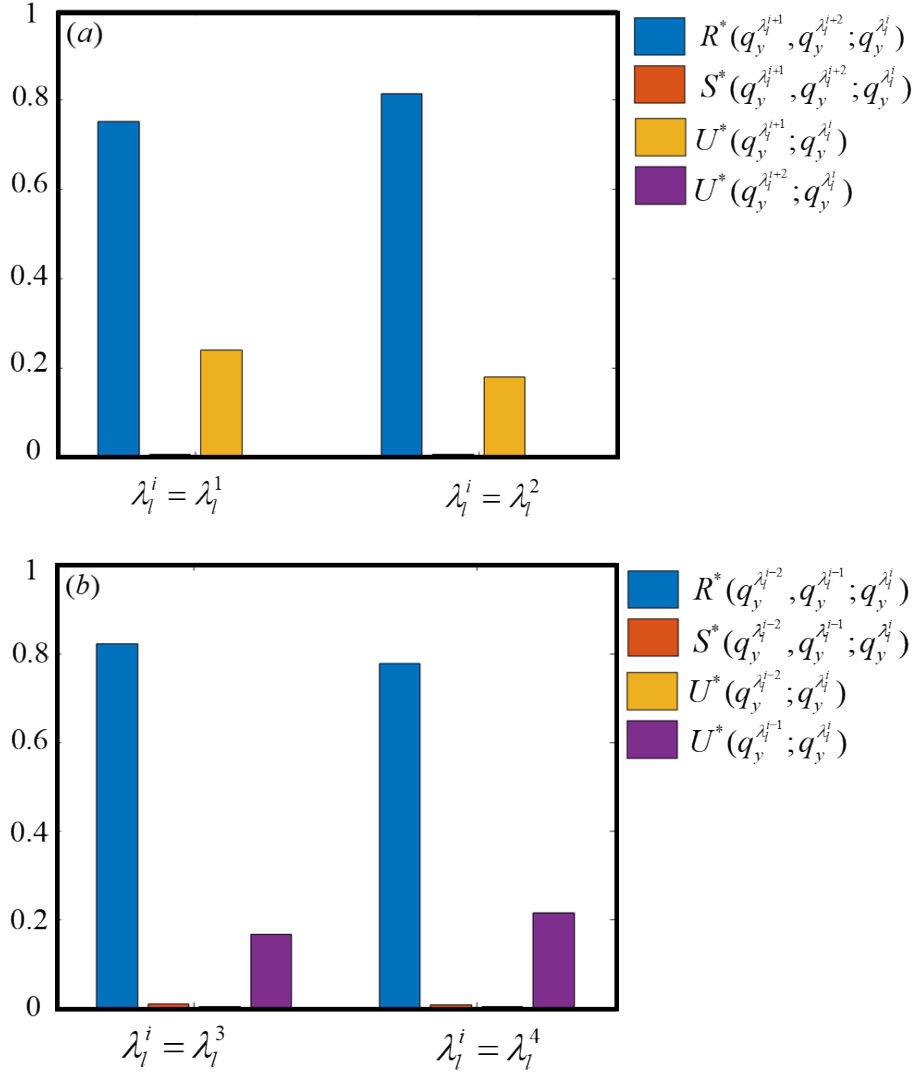 (a)
1
0.8
0.6
0.4
0.2
0
λ_l^i = λ_l^1
λ_l^i = λ_l^2
R^*(q_y^{λ_l^{i+1}}, q_y^{λ_l^{i+2}}; q_y^{λ_l^i})
S^*(q_y^{λ_l^{i+1}}, q_y^{λ_l^{i+2}}; q_y^{λ_l^i})
U^*(q_y^{λ_l^{i+1}}; q_y^{λ_l^i})
U^*(q_y^{λ_l^{i+2}}; q_y^{λ_l^i})
(b)
1
0.8
0.6
0.4
0.2
0
λ_l^i = λ_l^3
λ_l^i = λ_l^4
R^*(q_y^{λ_l^{i-2}}, q_y^{λ_l^{i-1}}; q_y^{λ_l^i})
S^*(q_y^{λ_l^{i-2}}, q_y^{λ_l^{i-1}}; q_y^{λ_l^i})
U^*(q_y^{λ_l^{i-2}}; q_y^{λ_l^i})
U^*(q_y^{λ_l^{i-1}}; q_y^{λ_l^i})